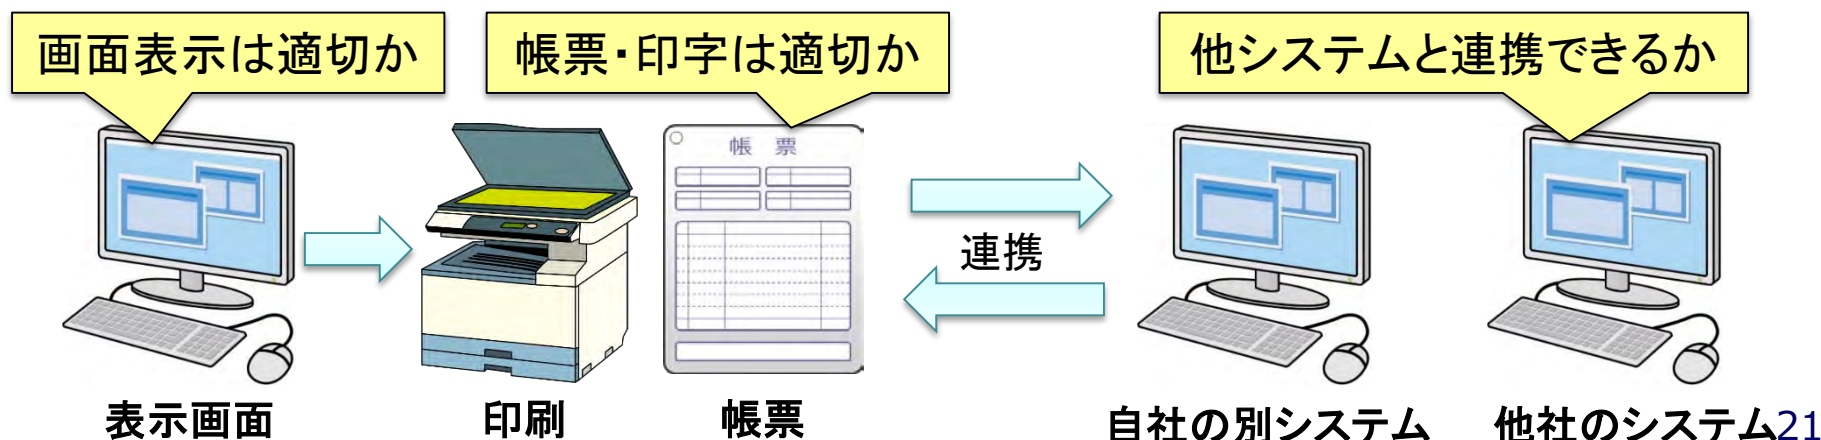 画面表示は適切か
帳票・印字は適切か
他システムと連携できるか
帳 票
連携
表示画面
印刷
帳票
自社の別システム
他社のシステム
21